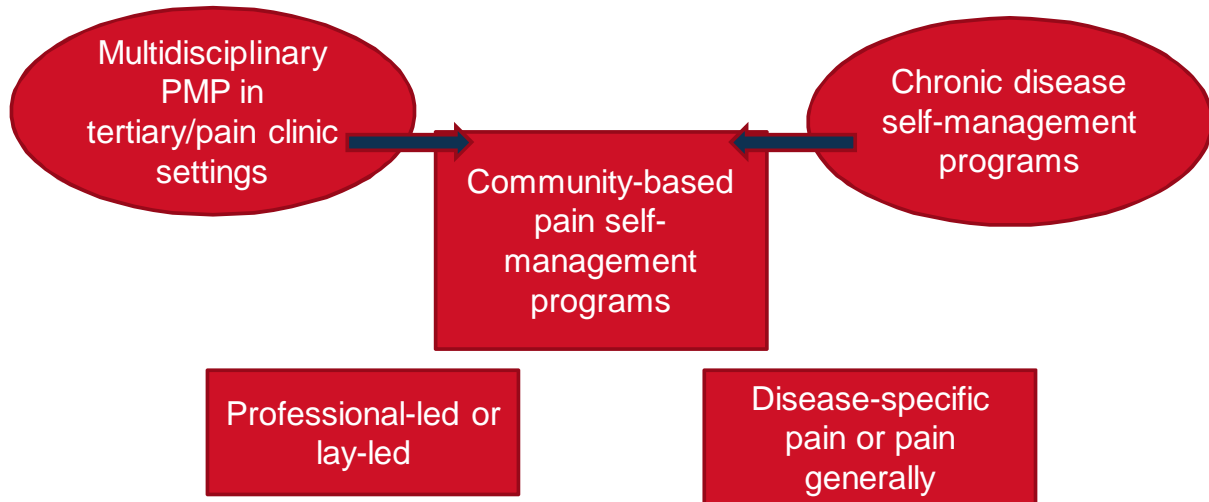 Multidisciplinary
PMP in
tertiary/pain clinic
settings
Chronic disease
self-management
programs
Community-based
pain self-
management
programs
Professional-led or
lay-led
Disease-specific
pain or pain
generally